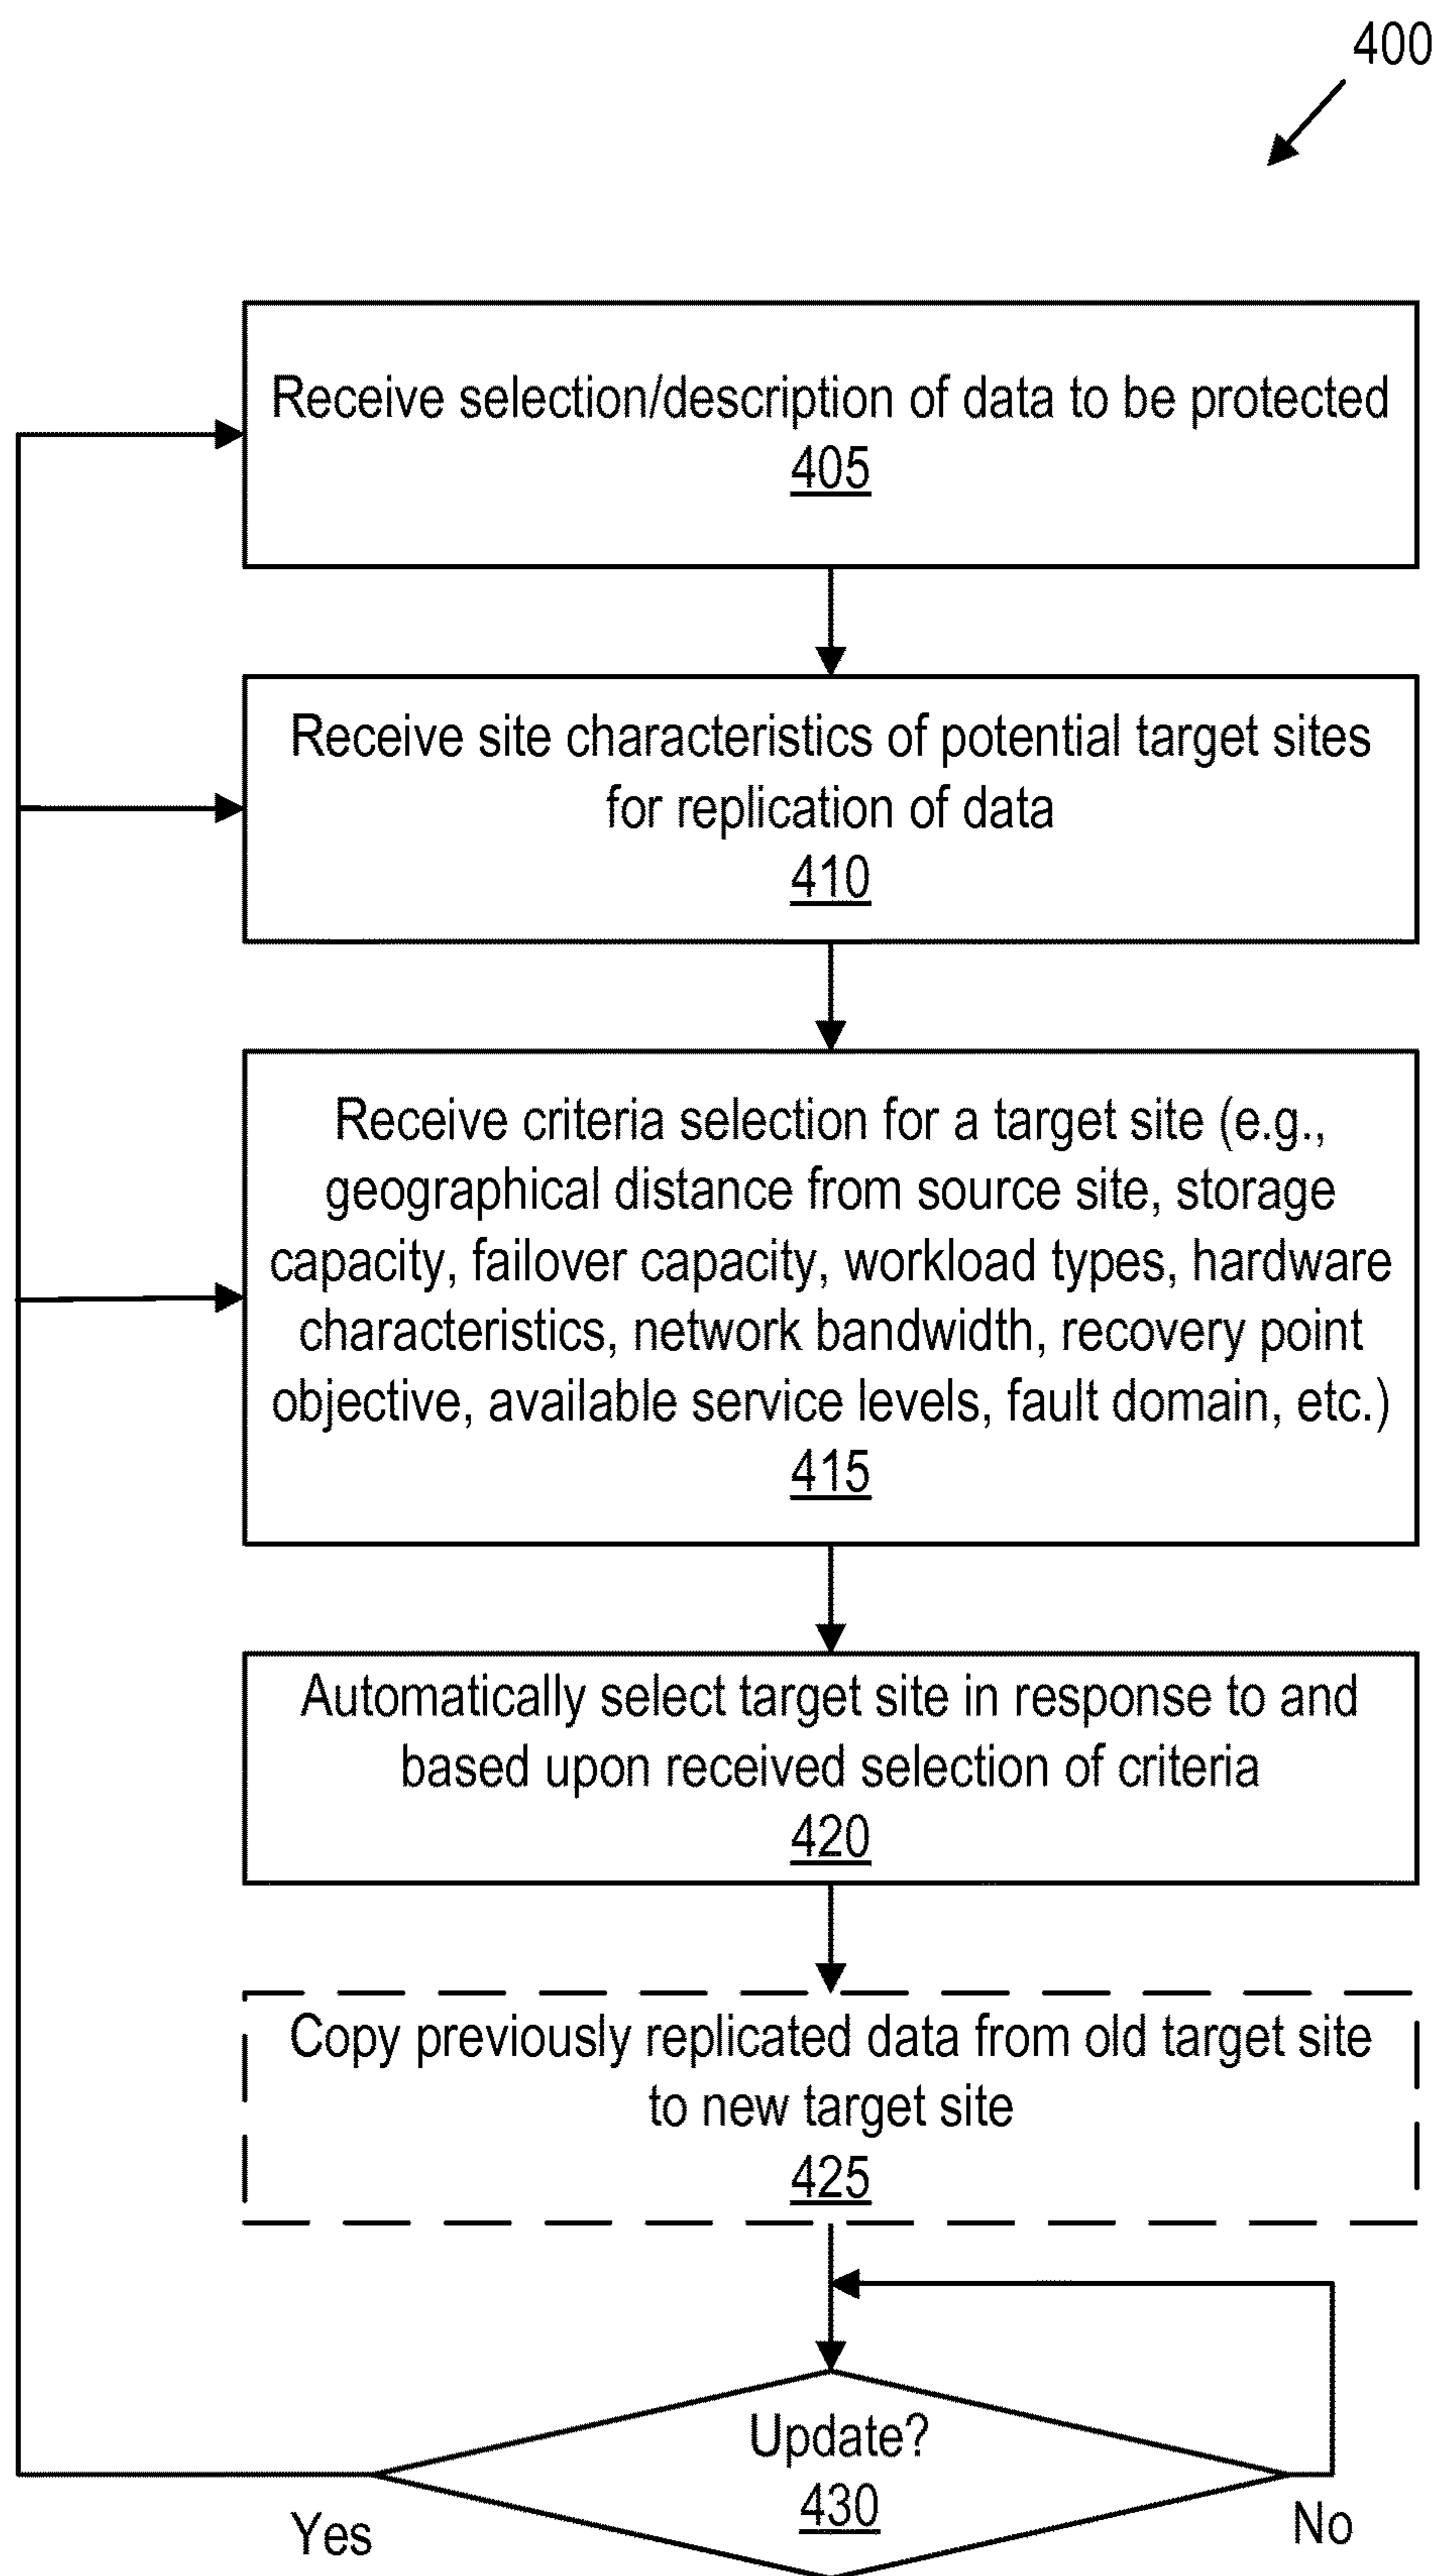 400
Receive selection/description of data to be protected
405
Receive site characteristics of potential target sites
for replication of data
410
Receive criteria selection for a target site (e.g.,
geographical distance from source site, storage
capacity, failover capacity, workload types, hardware
characteristics, network bandwidth, recovery point
objective, available service levels, fault domain, etc.)
415
Automatically select target site in response to and
based upon received selection of criteria
420
Copy previously replicated data from old target site
to new target site
425
Update?
430
Yes
No